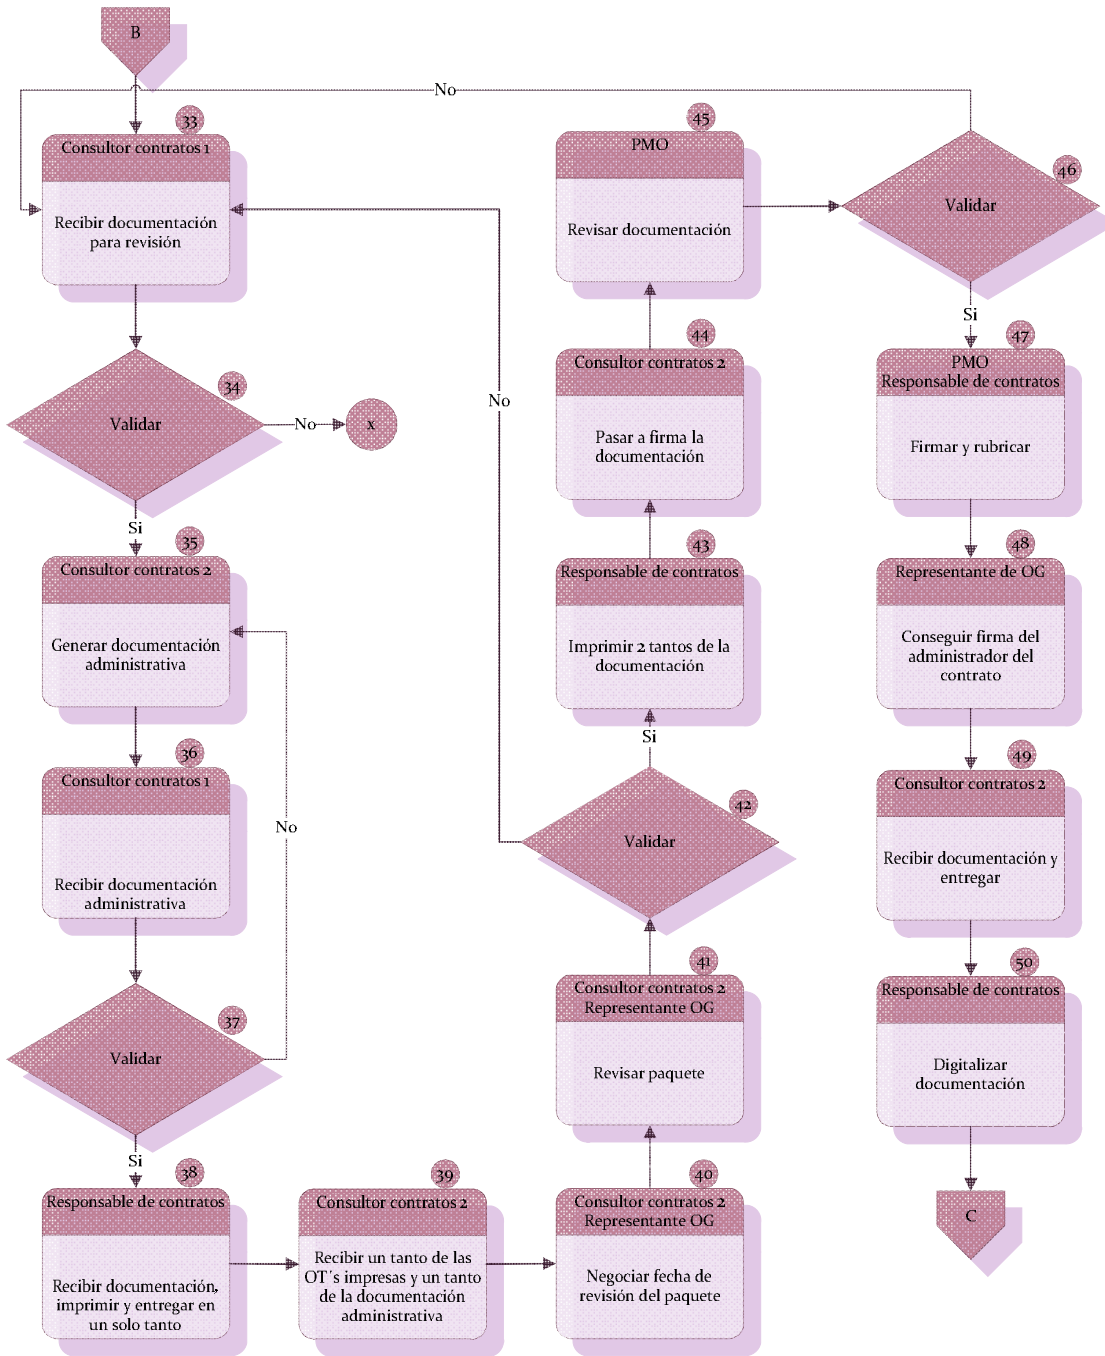 B
No
33
Consultor contratos 1
Recibir documentación
para revisión
34
Validar
No
x
Si
35
Consultor contratos 2
Generar documentación
administrativa
36
Consultor contratos 1
Recibir documentación
administrativa
No
37
Validar
Si
38
Responsable de contratos
Recibir documentación,
imprimir y entregar en
un solo tanto
39
Consultor contratos 2
Recibir un tanto de las
OT´s impresas y un tanto
de la documentación
administrativa
40
Consultor contratos 2
Representante OG
Negociar fecha de
revisión del paquete
41
Consultor contratos 2
Representante OG
Revisar paquete
42
Validar
No
Si
43
Responsable de contratos
Imprimir 2 tantos de la
documentación
44
Consultor contratos 2
Pasar a firma la
documentación
45
PMO
Revisar documentación
46
Validar
Si
47
PMO
Responsable de contratos
Firmar y rubricar
48
Representante de OG
Conseguir firma del
administrador del
contrato
49
Consultor contratos 2
Recibir documentación y
entregar
50
Responsable de contratos
Digitalizar
documentación
C